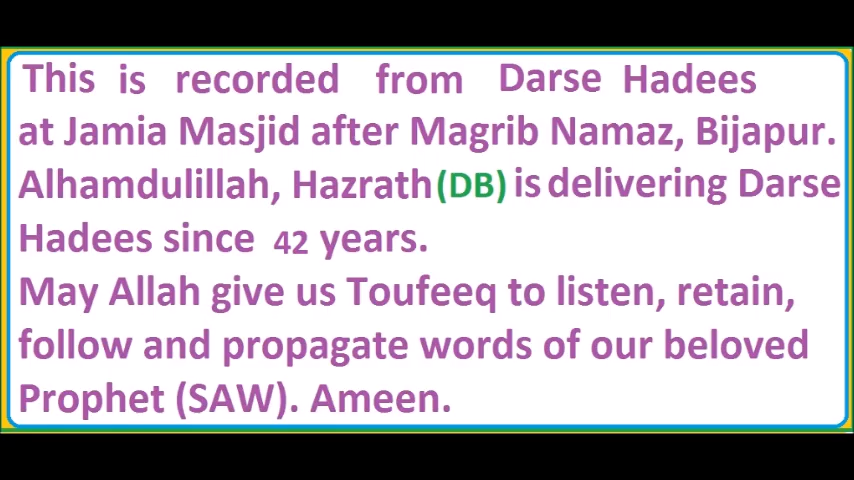 This is recorded from Darse Hadees
at Jamia Masjid after Magrib Namaz, Bijapur.
Alhamdulillah, Hazrath(DB) is delivering Darse
Hadees since 42 years.
May Allah give us Toufeeq to listen, retain,
follow and propagate words of our beloved
Prophet (SAW). Ameen.